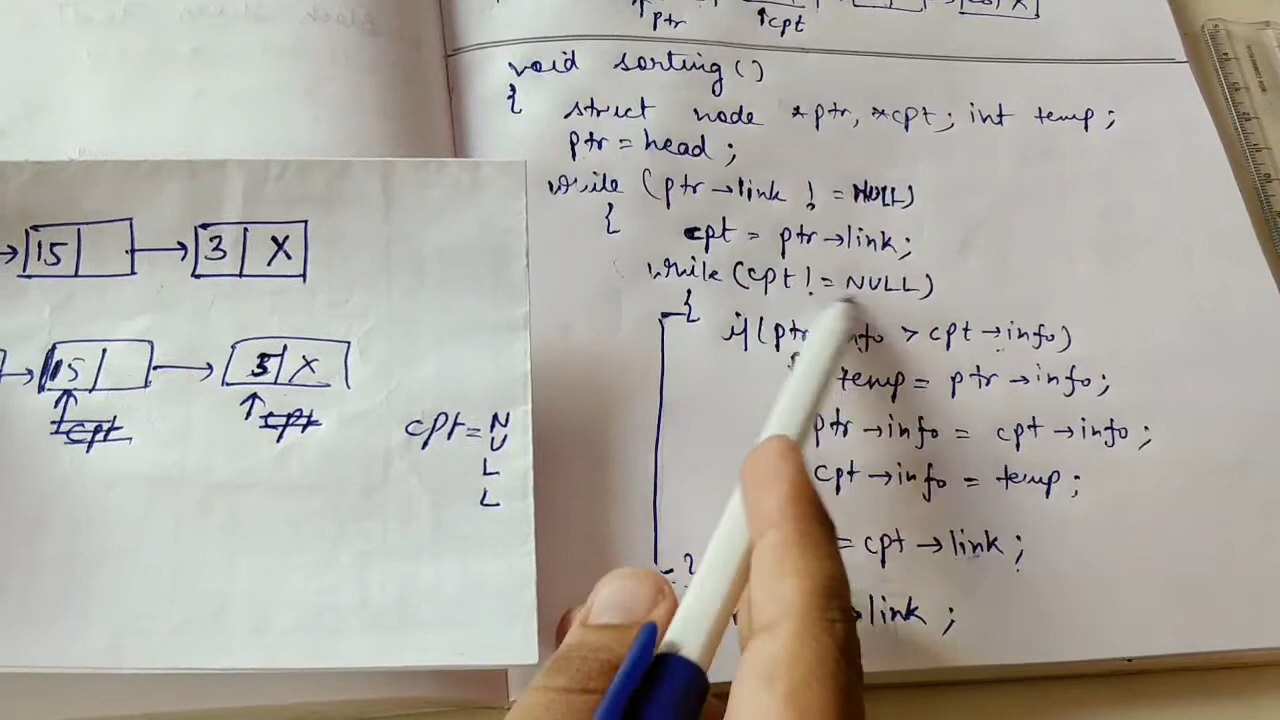 ptr cpt
void sorting()
{ struct node *ptr, *cpt; int temp;
ptr = head;
while (ptr→link != NULL)
{ cpt = ptr→link;
while (cpt != NULL)
{ if(ptr info > cpt→info)
temp = ptr→info;
ptr→info = cpt→info;
cpt→info = temp;
= cpt→link;
}
→link;
15 3 X
15 3 X
cpt cpt
cpt = NULL